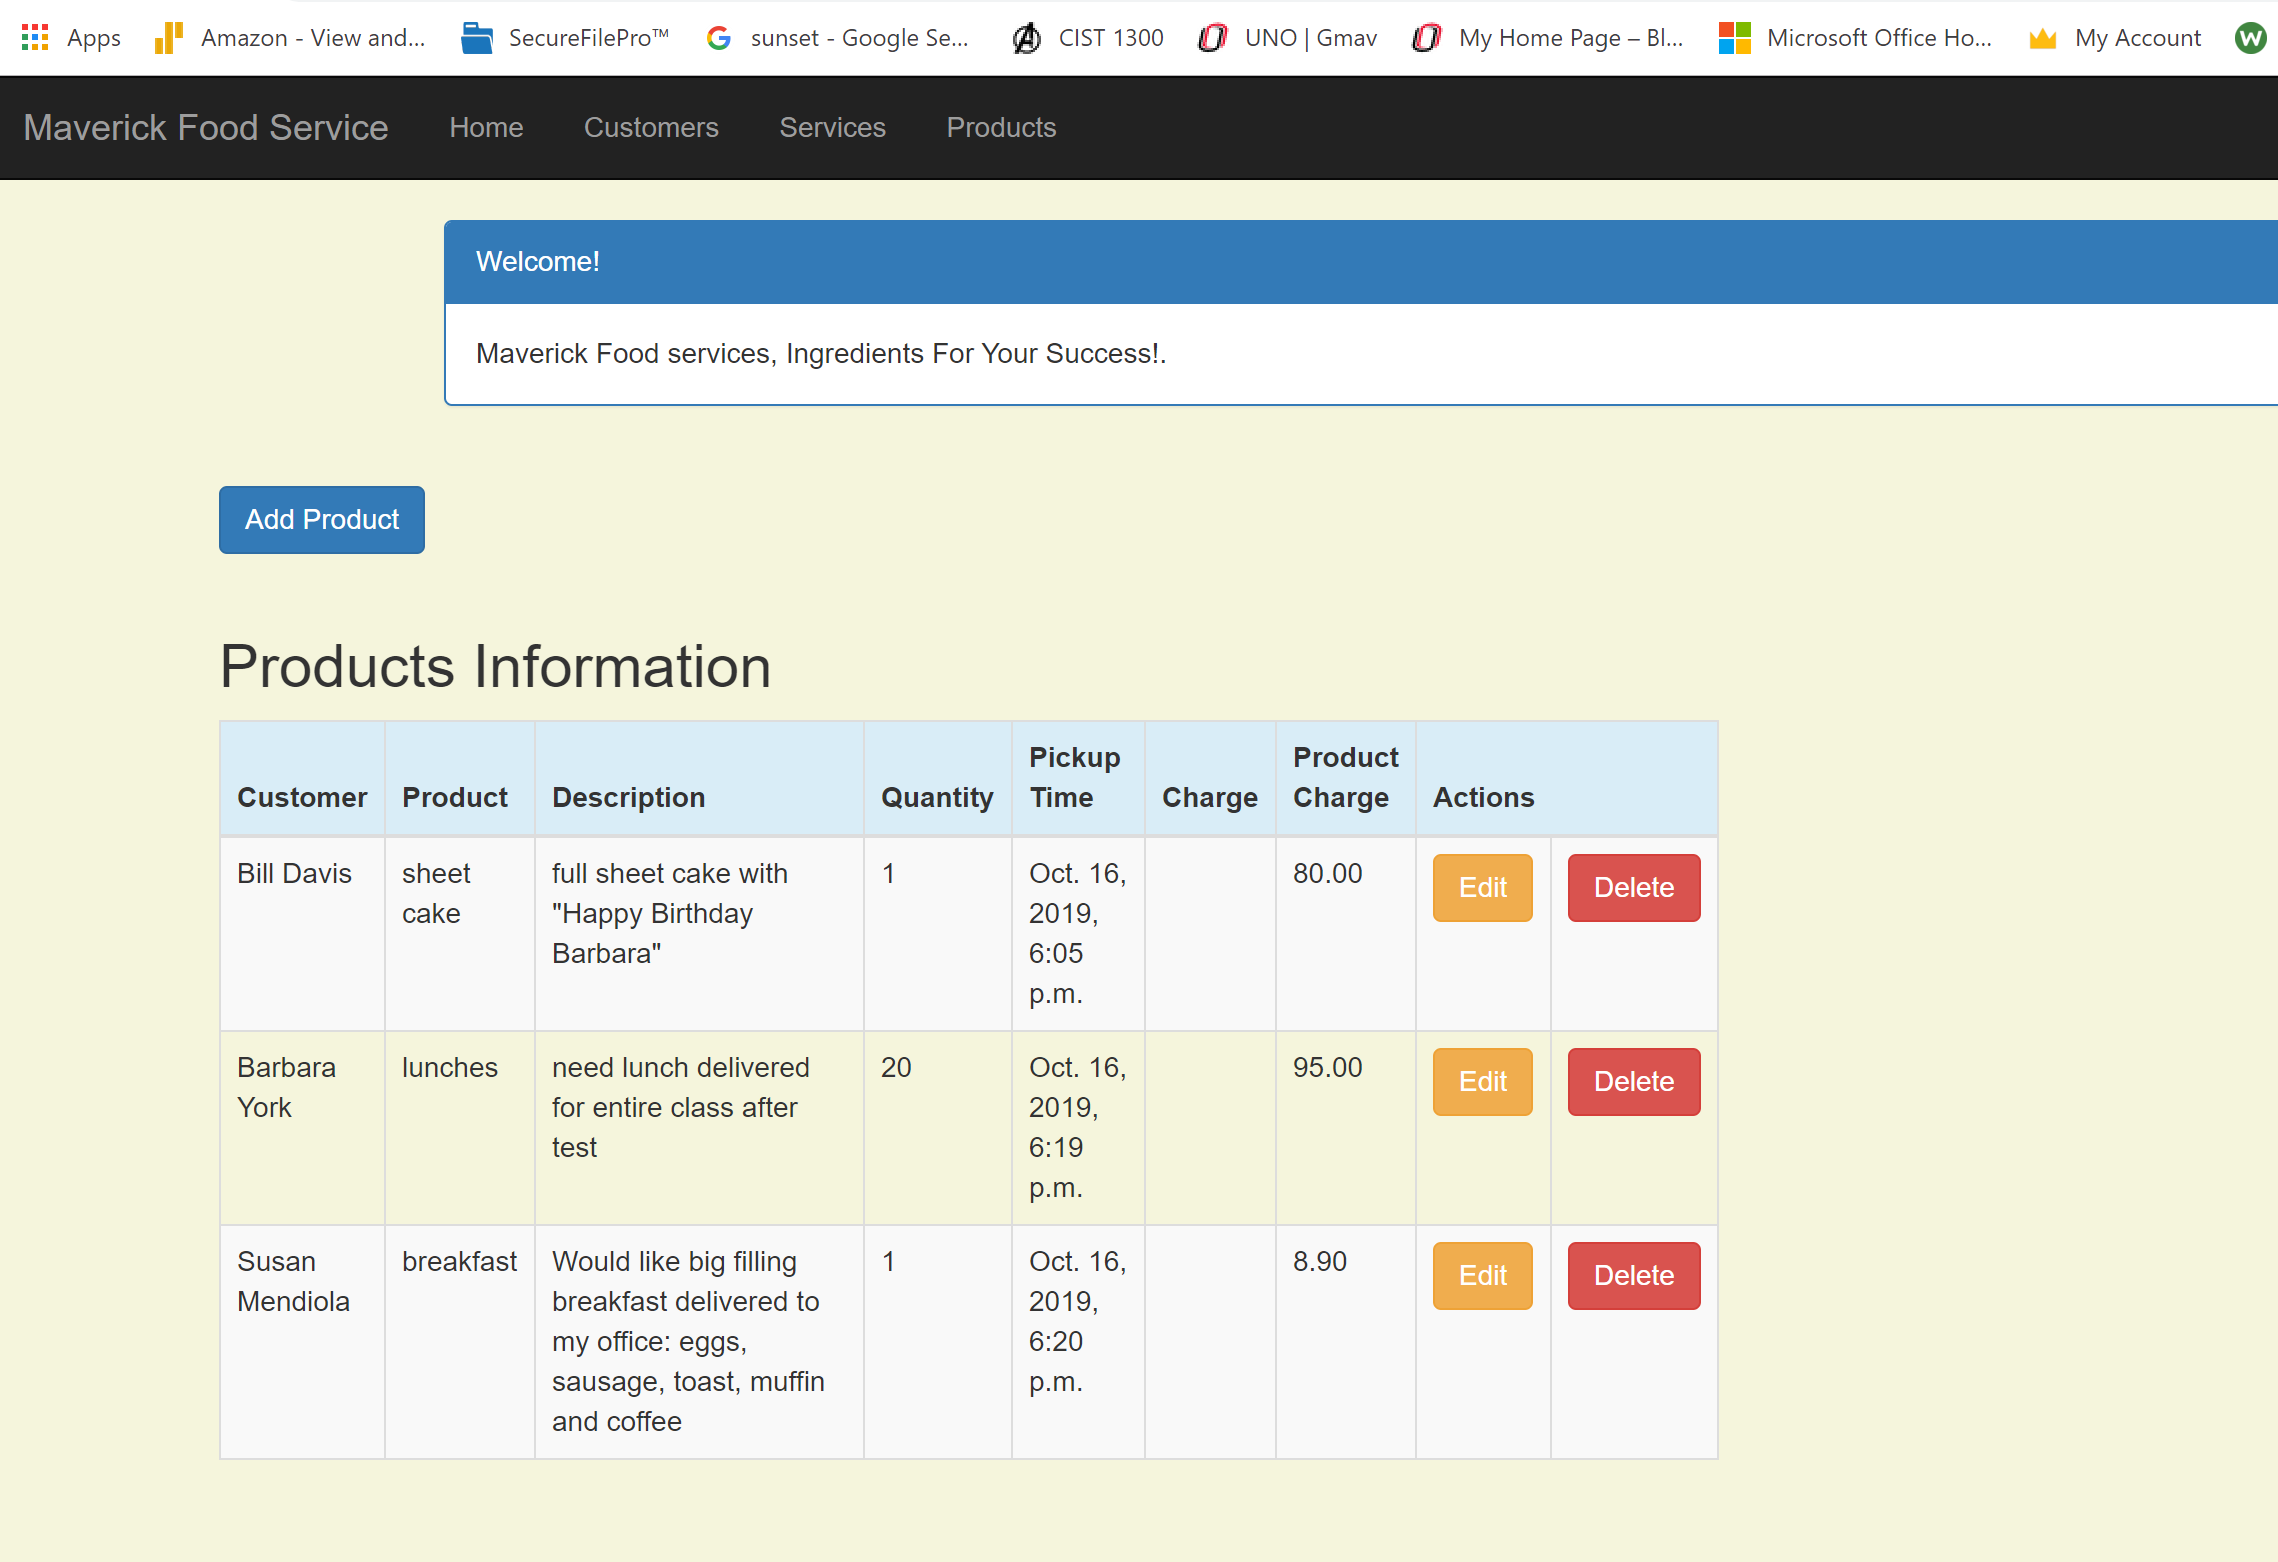 Apps Amazon - View and... SecureFilePro™ sunset - Google Se... CIST 1300 UNO | Gmav My Home Page – Bl... Microsoft Office Ho... My Account W
Maverick Food Service Home Customers Services Products
Welcome!
Maverick Food services, Ingredients For Your Success!.
Add Product
Products Information
Customer Product Description Quantity Pickup Time Charge Product Charge Actions
Bill Davis sheet cake full sheet cake with "Happy Birthday Barbara" 1 Oct. 16, 2019, 6:05 p.m. 80.00 Edit Delete
Barbara York lunches need lunch delivered for entire class after test 20 Oct. 16, 2019, 6:19 p.m. 95.00 Edit Delete
Susan Mendiola breakfast Would like big filling breakfast delivered to my office: eggs, sausage, toast, muffin and coffee 1 Oct. 16, 2019, 6:20 p.m. 8.90 Edit Delete